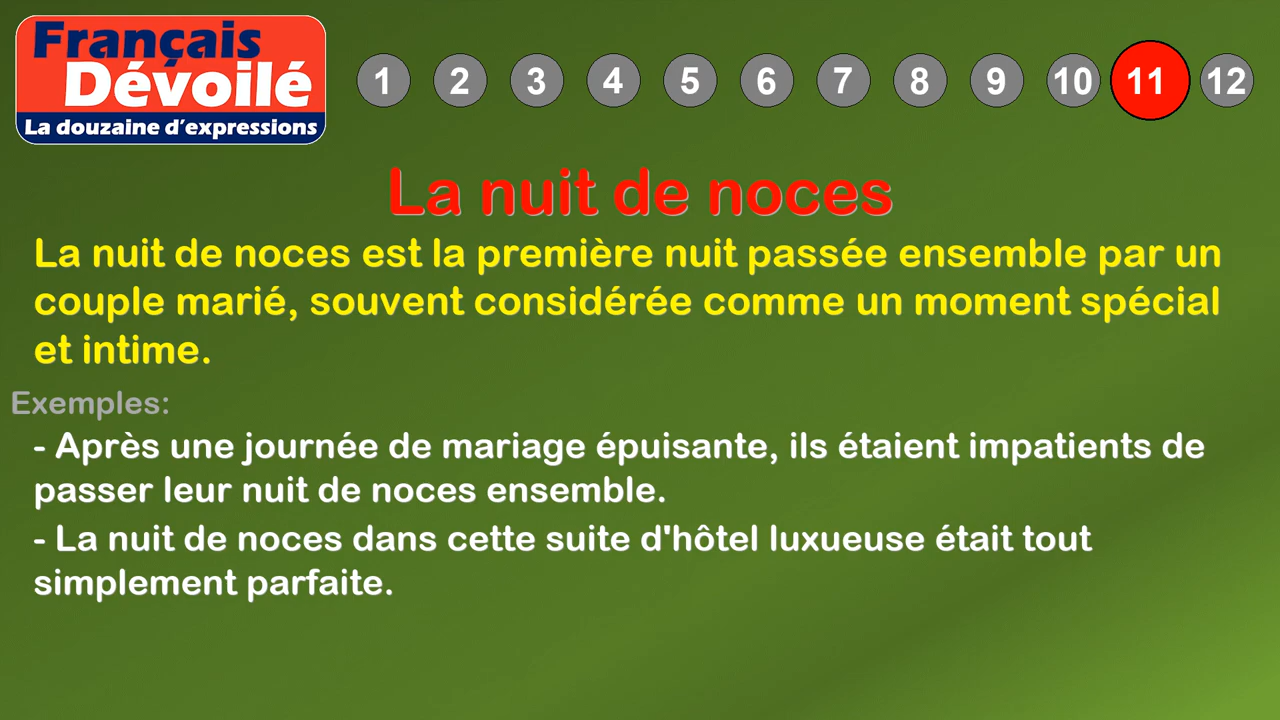 Français
Dévoilé
La douzaine d'expressions
1 2 3 4 5 6 7 8 9 10 11 12
La nuit de noces
La nuit de noces est la première nuit passée ensemble par un
couple marié, souvent considérée comme un moment spécial
et intime.
Exemples:
- Après une journée de mariage épuisante, ils étaient impatients de
passer leur nuit de noces ensemble.
- La nuit de noces dans cette suite d'hôtel luxueuse était tout
simplement parfaite.